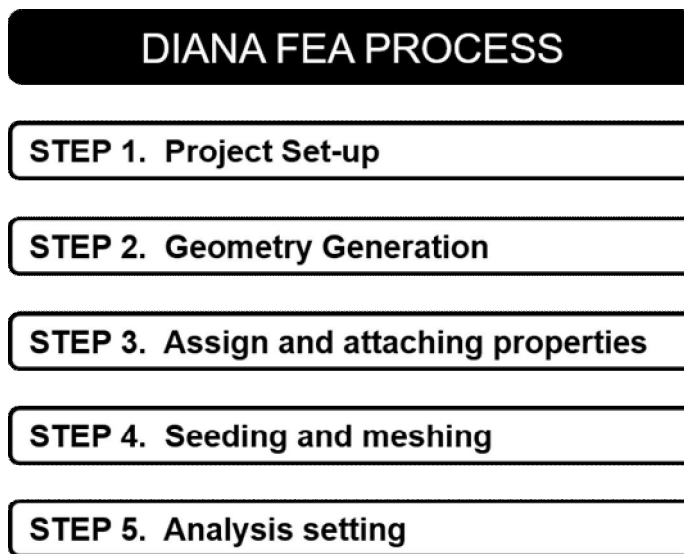 DIANA FEA PROCESS
STEP 1. Project Set-up
STEP 2. Geometry Generation
STEP 3. Assign and attaching properties
STEP 4. Seeding and meshing
STEP 5. Analysis setting